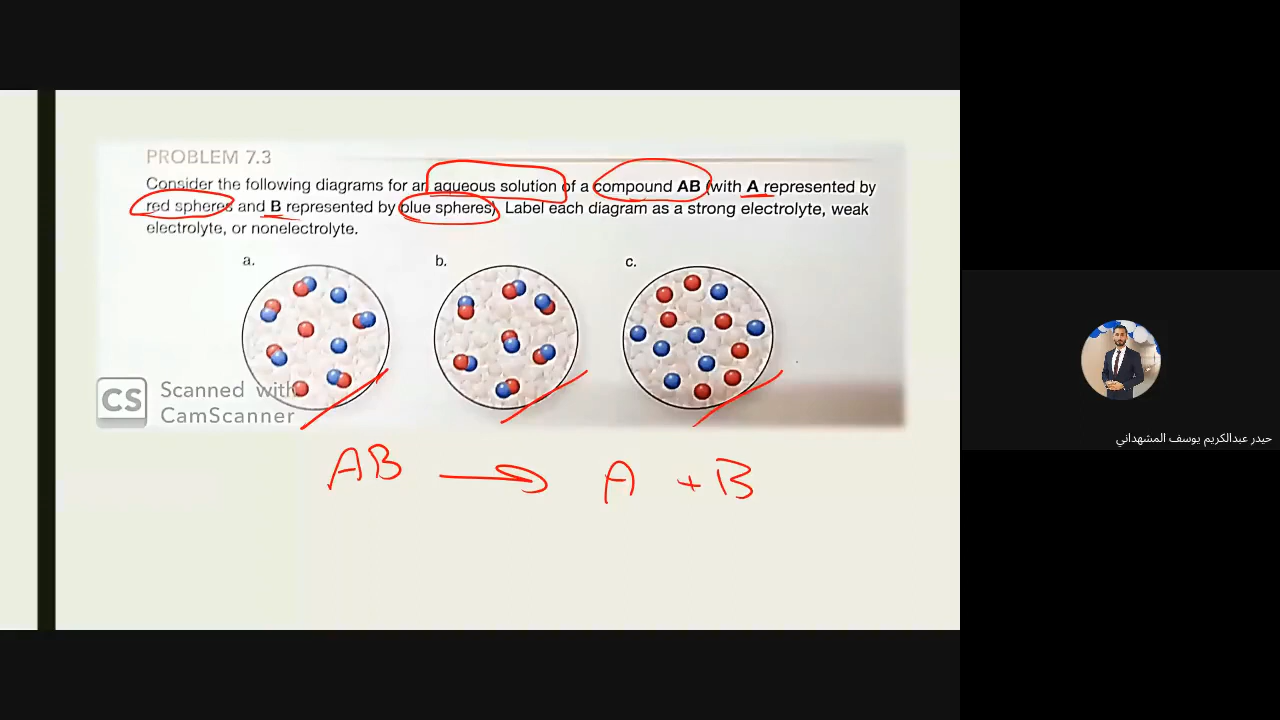 PROBLEM 7.3
Consider the following diagrams for an aqueous solution of a compound AB (with A represented by
red spheres and B represented by blue spheres). Label each diagram as a strong electrolyte, weak
electrolyte, or nonelectrolyte.
a. b. c.
CS Scanned with
CamScanner
AB → A + B
حيدر عبدالكريم يوسف المشهداني